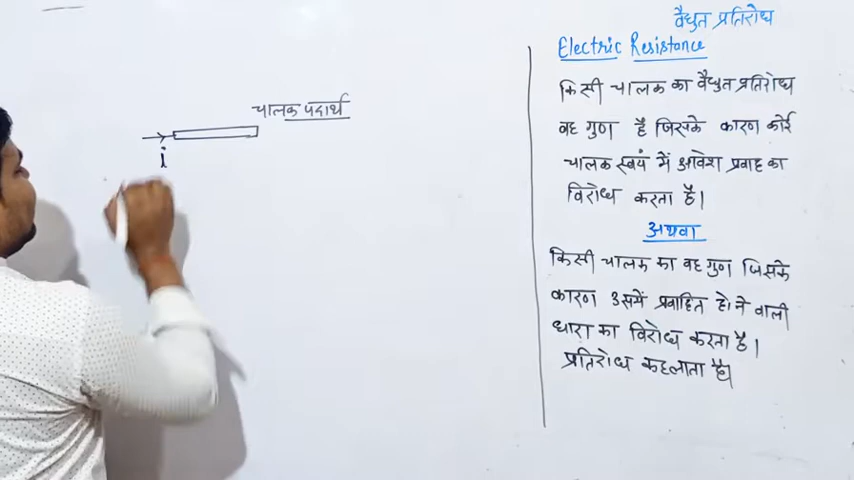 वैधुत प्रतिरोध
Electric Resistance
किसी चालक का वैधुत प्रतिरोध
वह गुण है जिसके कारण कोई
चालक स्वयं में आवेश प्रवाह का
विरोध करता है।
अथवा
किसी चालक का वह गुण जिसके
कारण उसमें प्रवाहित होने वाली
धारा का विरोध करता है।
प्रतिरोध कहलाता है।
चालक पदार्थ
i